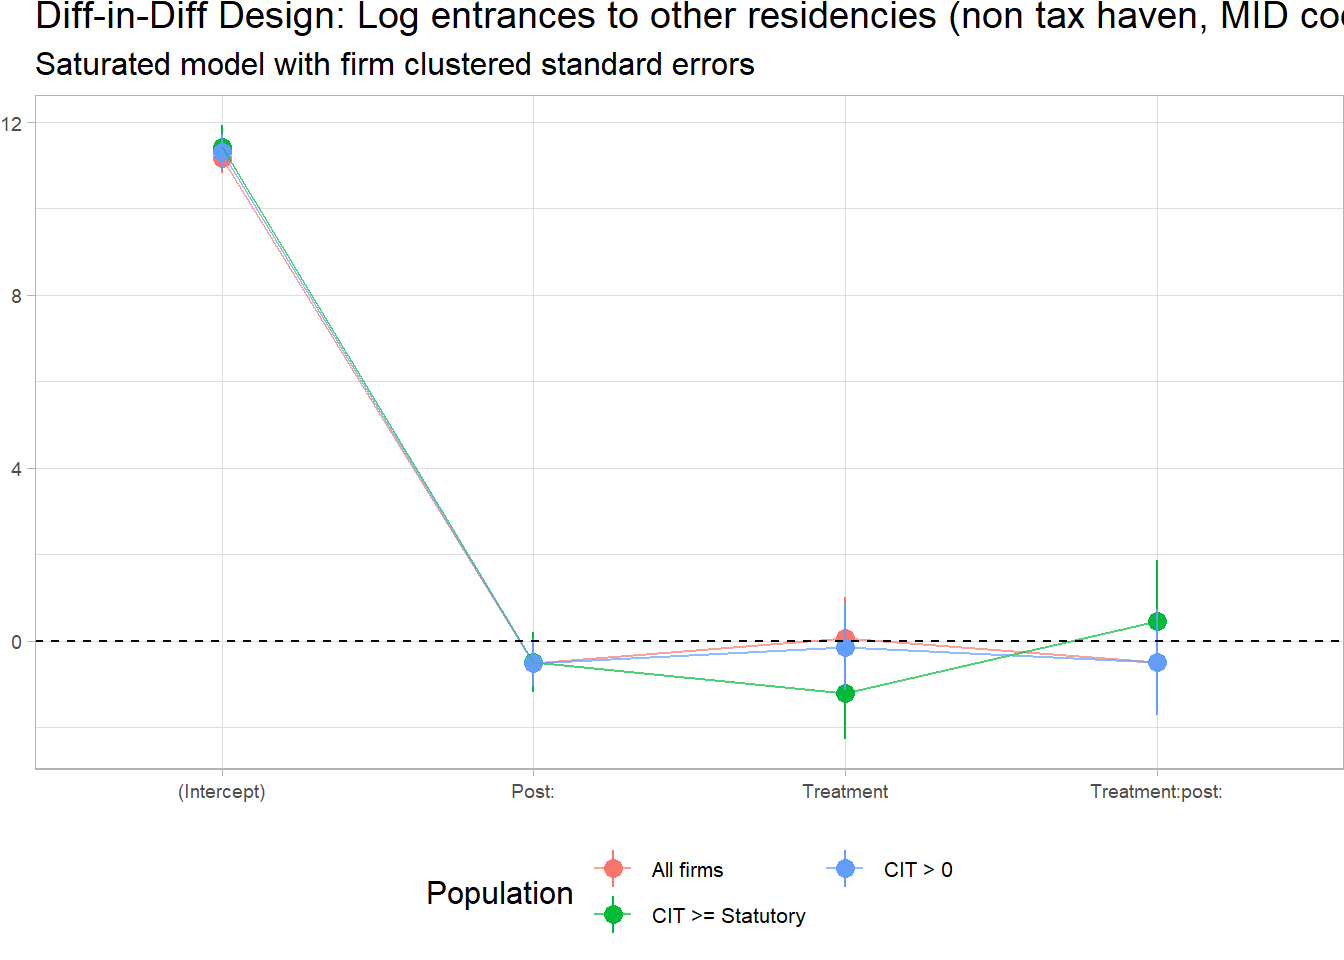 Diff-in-Diff Design: Log entrances to other residencies (non tax haven, MID
Saturated model with firm clustered standard errors
12
8
4
0
(Intercept)
Post:
Treatment
Treatment:post:
Population
All firms
CIT > 0
CIT >= Statutory